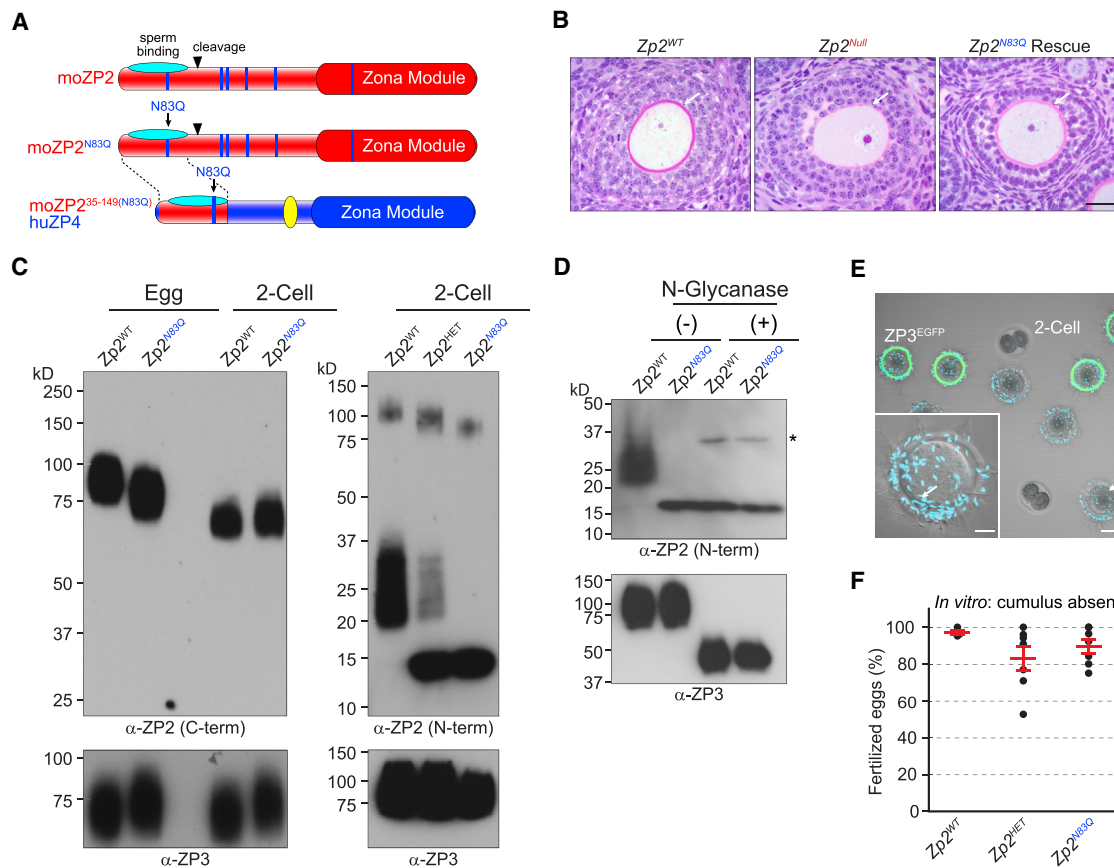 A
sperm
binding
cleavage
moZP2
Zona Module
N83Q
moZP2N83Q
Zona Module
N83Q
moZP235-149(N83Q)
huZP4
Zona Module
B
Zp2WT
Zp2Null
Zp2N83Q Rescue
C
Egg
2-Cell
Zp2WT
Zp2N83Q
Zp2WT
Zp2N83Q
kD
250
150
100
75
50
37
25
α-ZP2 (C-term)
100
75
α-ZP3
2-Cell
Zp2WT
Zp2HET
Zp2N83Q
kD
150
100
75
50
37
25
20
15
10
α-ZP2 (N-term)
150
100
75
α-ZP3
D
N-Glycanase
(-)
(+)
Zp2WT
Zp2N83Q
Zp2WT
Zp2N83Q
kD
50
37
25
20
15
10
*
α-ZP2 (N-term)
150
100
75
50
37
α-ZP3
E
ZP3EGFP
2-Cell
F
In vitro: cumulus absen
Fertilized eggs (%)
100
80
60
40
20
0
Zp2WT
Zp2HET
Zp2N83Q